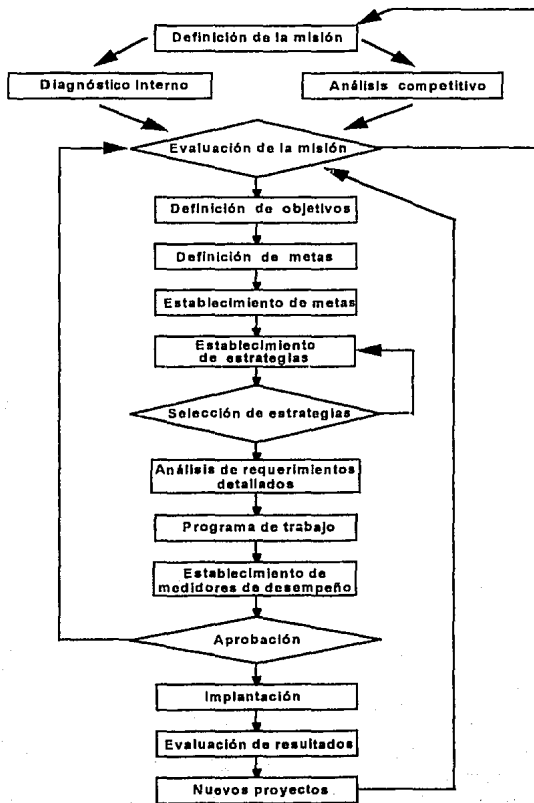 Definición de la misión
Diagnóstico Interno
Análisis competitivo
Evaluación de la misión
Definición de objetivos
Definición de metas
Establecimiento de metas
Establecimiento
de estrategias
Selección de estrategias
Análisis de requerimientos
detallados
Programa de trabajo
Establecimiento de
medidores de desempeño
Aprobación
Implantación
Evaluación de resultados
Nuevos proyectos